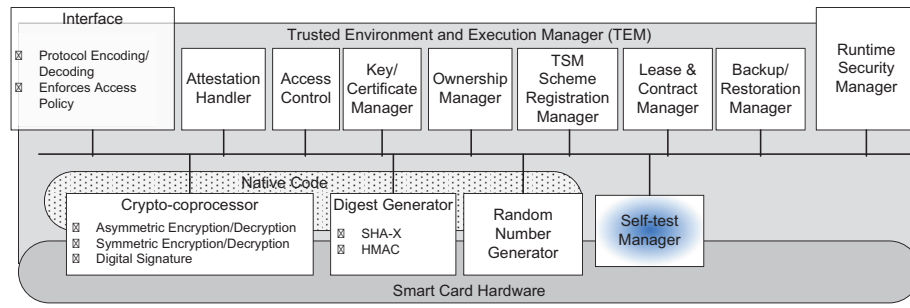 Interface
Protocol Encoding/
Decoding
Enforces Access
Policy
Trusted Environment and Execution Manager (TEM)
Attestation
Handler
Access
Control
Key/
Certificate
Manager
Ownership
Manager
TSM
Scheme
Registration
Manager
Lease &
Contract
Manager
Backup/
Restoration
Manager
Runtime
Security
Manager
Native Code
Crypto-coprocessor
Asymmetric Encryption/Decryption
Symmetric Encryption/Decryption
Digital Signature
Digest Generator
SHA-X
HMAC
Random
Number
Generator
Self-test
Manager
Smart Card Hardware